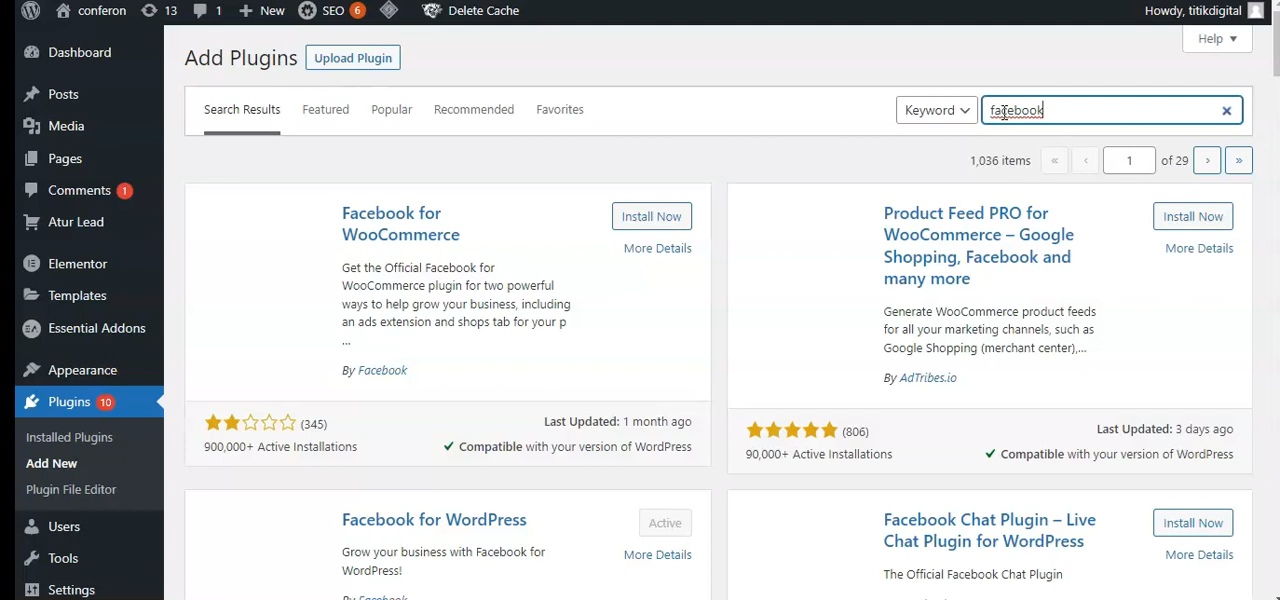 conferon 13 1 + New SEO 6 Delete Cache Howdy, titikdigital
Dashboard
Posts
Media
Pages
Comments 1
Atur Lead
Elementor
Templates
Essential Addons
Appearance
Plugins 10
Installed Plugins
Add New
Plugin File Editor
Users
Tools
Settings
Help
Add Plugins Upload Plugin
Search Results Featured Popular Recommended Favorites Keyword facebook
1,036 items « ‹ 1 of 29 › »
Facebook for
WooCommerce
Install Now
More Details
Get the Official Facebook for
WooCommerce plugin for two powerful
ways to help grow your business, including
an ads extension and shops tab for your p
...
By Facebook
(345)
900,000+ Active Installations
Last Updated: 1 month ago
Compatible with your version of WordPress
Product Feed PRO for
WooCommerce – Google
Shopping, Facebook and
many more
Install Now
More Details
Generate WooCommerce product feeds
for all your marketing channels, such as
Google Shopping (merchant center),...
By AdTribes.io
(806)
90,000+ Active Installations
Last Updated: 3 days ago
Compatible with your version of WordPress
Facebook for WordPress
Active
More Details
Grow your business with Facebook for
WordPress!
By Facebook
Facebook Chat Plugin – Live
Chat Plugin for WordPress
Install Now
More Details
The Official Facebook Chat Plugin